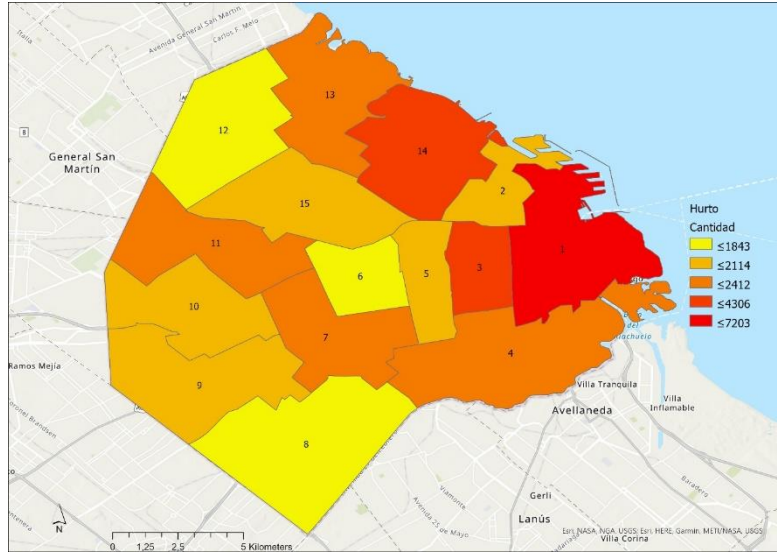 Italia
Avenida General San Martín
Carlos F. Melo
General San
Martín
13
12
14
2
15
11
1
6
5
3
10
7
4
9
8
Hurto
Cantidad
≤1843
≤2114
≤2412
≤4306
≤7203
Ramos Mejía
Villa Tranquila
Villa
Inflamable
Avellaneda
Gerli
Lanús
Viamonte
Avenida 25
de Mayo
Baradero
N
0 1,25 2,5 5 Kilometers
Esri, NASA, NGA, USGS, Esri, HERE, Garmin, METI/NASA, USGS
Villa Corina